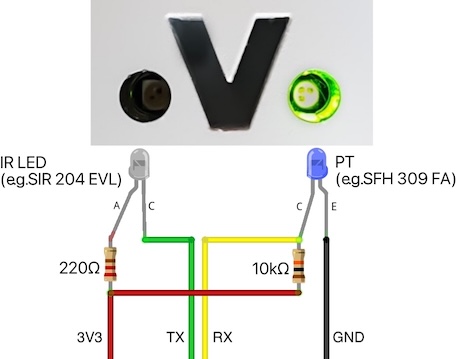 V
IR LED
(e.g.SIR 204 EVL)
PT
(e.g.SFH 309 FA)
A
C
C
E
220Ω
10kΩ
3V3
TX
RX
GND